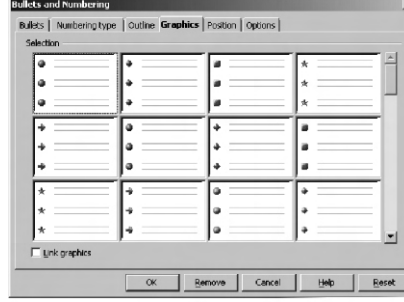 Bullets and Numbering
Bullets Numbering type Outline Graphics Position Options
Selection
Link graphics
OK Remove Cancel Help Reset